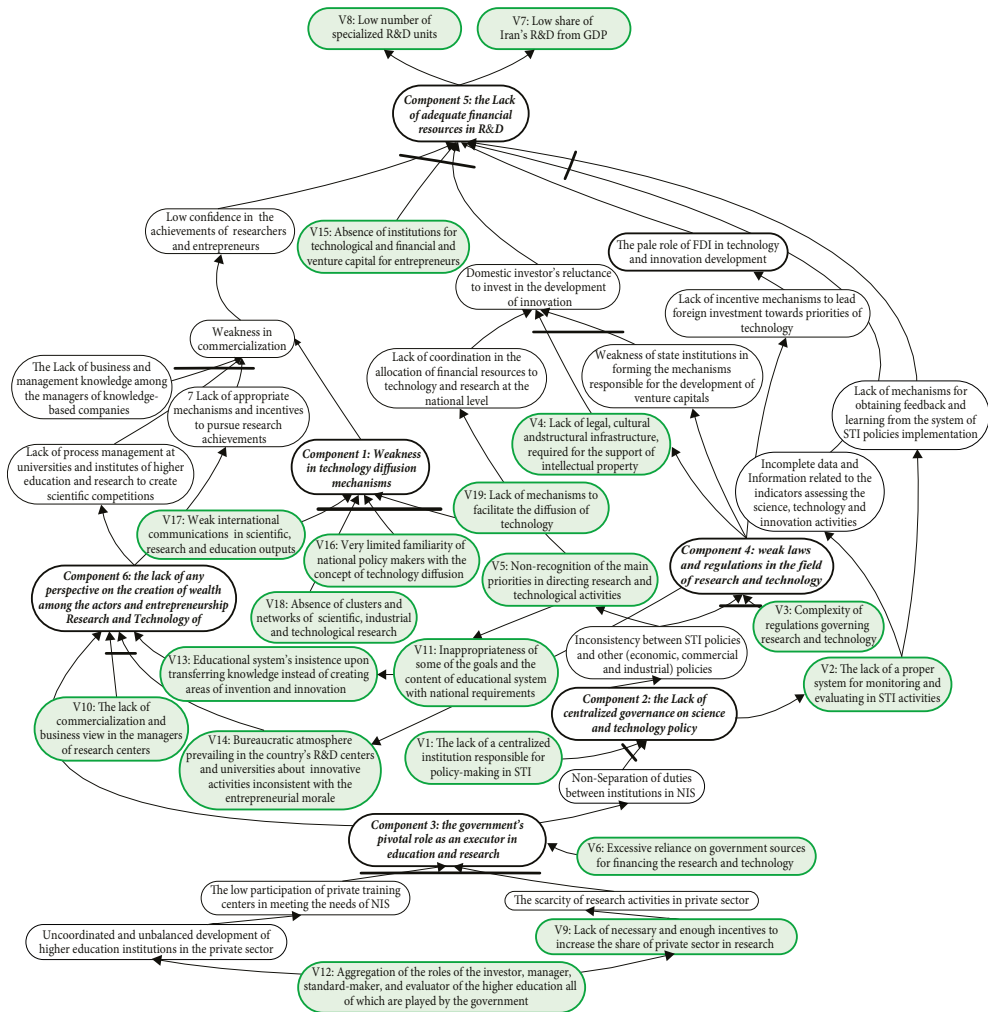 V8: Low number of
specialized R&D units
V7: Low share of
Iran's R&D from GDP
Component 5: the Lack
of adequate financial
resources in R&D
Low confidence in the
achievements of researchers
and entrepreneurs
V15: Absence of institutions for
technological and financial and
venture capital for entrepreneurs
The pale role of FDI in technology
and innovation development
Domestic investor's reluctance
to invest in the development
of innovation
Lack of incentive mechanisms to lead
foreign investment towards priorities of
technology
Weakness in
commercialization
Lack of coordination in the
allocation of financial resources to
technology and research at the
national level
Weakness of state institutions in
forming the mechanisms
responsible for the development of
venture capitals
The Lack of business and
management knowledge among
the managers of knowledge-
based companies
7 Lack of appropriate
mechanisms and incentives
to pursue research
achievements
Lack of mechanisms for
obtaining feedback and
learning from the system of
STI policies implementation
V4: Lack of legal, cultural
andstructural infrastructure,
required for the support of
intellectual property
Lack of process management at
universities and institutes of higher
education and research to create
scientific competitions
Component 1: Weakness
in technology diffusion
mechanisms
Incomplete data and
Information related to the
indicators assessing the
science, technology and
innovation activities
V19: Lack of mechanisms to
facilitate the diffusion of
technology
V17: Weak international
communications in scientific,
research and education outputs
V16: Very limited familiarity of
national policy makers with the
concept of technology diffusion
Component 4: weak laws
and regulations in the field
of research and technology
Component 6: the lack of any
perspective on the creation of wealth
among the actors and entrepreneurship
Research and Technology of
V5: Non-recognition of the main
priorities in directing research and
technological activities
V18: Absence of clusters and
networks of scientific, industrial
and technological research
V3: Complexity of
regulations governing
research and technology
Inconsistency between STI policies
and other (economic, commercial
and industrial) policies
V11: Inappropriateness of
some of the goals and the
content of educational system
with national requirements
V13: Educational system's insistence upon
transferring knowledge instead of creating
areas of invention and innovation
V2: The lack of a proper
system for monitoring and
evaluating in STI activities
Component 2: the Lack of
centralized governance on science
and technology policy
V10: The lack of
commercialization and
business view in the managers
of research centers
V14: Bureaucratic atmosphere
prevailing in the country's R&D centers
and universities about innovative
activities inconsistent with the
entrepreneurial morale
V1: The lack of a centralized
institution responsible for
policy-making in STI
Non-Separation of duties
between institutions in NIS
Component 3: the government's
pivotal role as an executor in
education and research
V6: Excessive reliance on government sources
for financing the research and technology
The low participation of private training
centers in meeting the needs of NIS
The scarcity of research activities in private sector
Uncoordinated and unbalanced development of
higher education institutions in the private sector
V9: Lack of necessary and enough incentives to
increase the share of private sector in research
V12: Aggregation of the roles of the investor, manager,
standard-maker, and evaluator of the higher education all
of which are played by the government